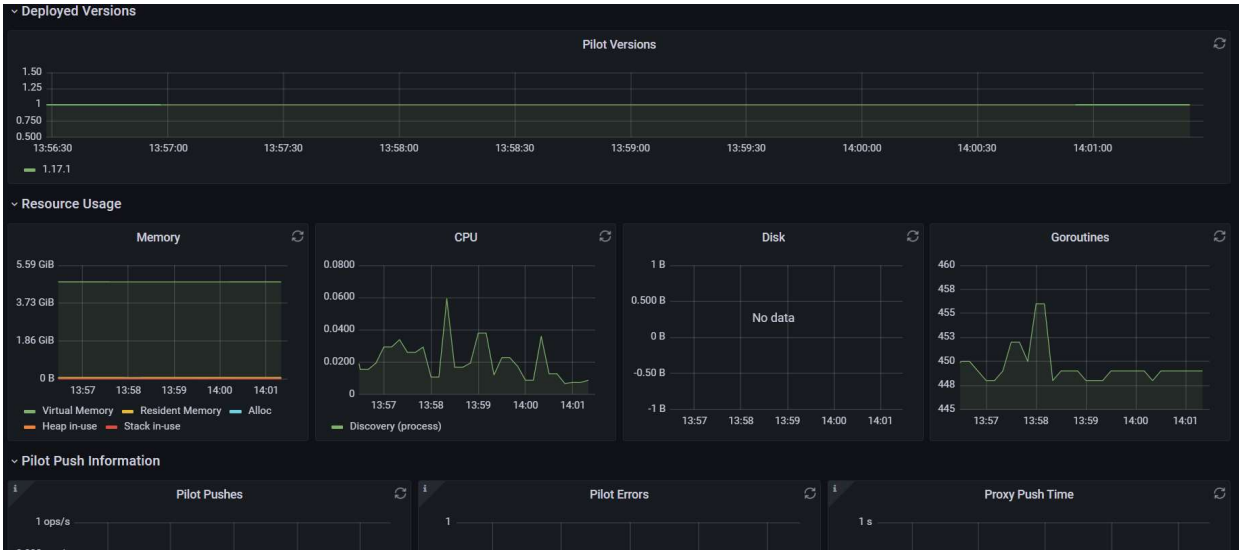 Deployed Versions
Pilot Versions
1.50
1.25
1
0.750
0.500
13:56:30 13:57:00 13:57:30 13:58:00 13:58:30 13:59:00 13:59:30 14:00:00 14:00:30 14:01:00
1.17.1
Resource Usage
Memory
5.59 GiB
3.73 GiB
1.86 GiB
0 B
13:57 13:58 13:59 14:00 14:01
Virtual Memory Resident Memory Alloc
Heap in-use Stack in-use
CPU
0.0800
0.0600
0.0400
0.0200
0
13:57 13:58 13:59 14:00 14:01
Discovery (process)
Disk
1 B
0.500 B
No data
0 B
-0.50 B
-1 B
13:57 13:58 13:59 14:00 14:01
Goroutines
460
458
455
453
450
448
445
13:57 13:58 13:59 14:00 14:01
Pilot Push Information
i
Pilot Pushes
1 ops/s
i
Pilot Errors
1
i
Proxy Push Time
1 s